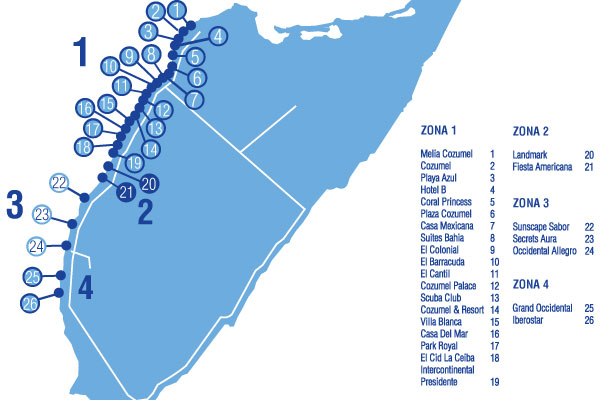 1
2
3
4
5
6
7
8
9
10
11
12
13
14
15
16
17
18
19
20
21
22
23
24
25
26
1
2
3
4
ZONA 1
Melia Cozumel 1
Cozumel 2
Playa Azul 3
Hotel B 4
Coral Princess 5
Plaza Cozumel 6
Casa Mexicana 7
Suites Bahia 8
El Colonial 9
El Barracuda 10
El Cantil 11
Cozumel Palace 12
Scuba Club 13
Cozumel & Resort 14
Villa Blanca 15
Casa Del Mar 16
Park Royal 17
El Cid La Ceiba 18
Intercontinental
Presidente 19
ZONA 2
Landmark 20
Fiesta Americana 21
ZONA 3
Sunscape Sabor 22
Secrets Aura 23
Occidental Allegro 24
ZONA 4
Grand Occidental 25
Iberostar 26